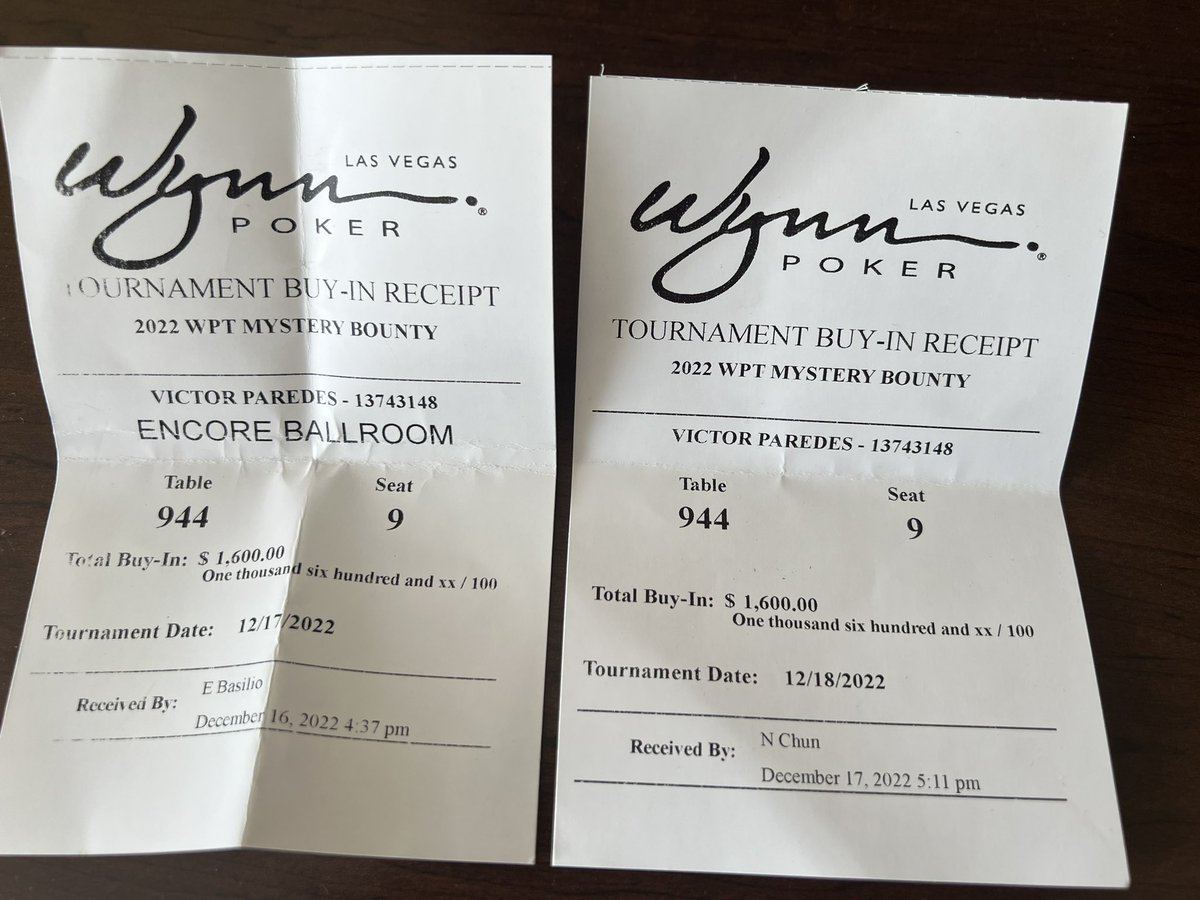 Wynn
LAS VEGAS
®
POKER
TOURNAMENT BUY-IN RECEIPT
2022 WPT MYSTERY BOUNTY
VICTOR PAREDES - 13743148
ENCORE BALLROOM
Table Seat
944 9
Total Buy-In: $ 1,600.00
One thousand six hundred and xx / 100
Tournament Date: 12/17/2022
Received By: E Basilio
December 16, 2022 4:37 pm
Wynn
LAS VEGAS
®
POKER
TOURNAMENT BUY-IN RECEIPT
2022 WPT MYSTERY BOUNTY
VICTOR PAREDES - 13743148
Table Seat
944 9
Total Buy-In: $ 1,600.00
One thousand six hundred and xx / 100
Tournament Date: 12/18/2022
Received By: N Chun
December 17, 2022 5:11 pm